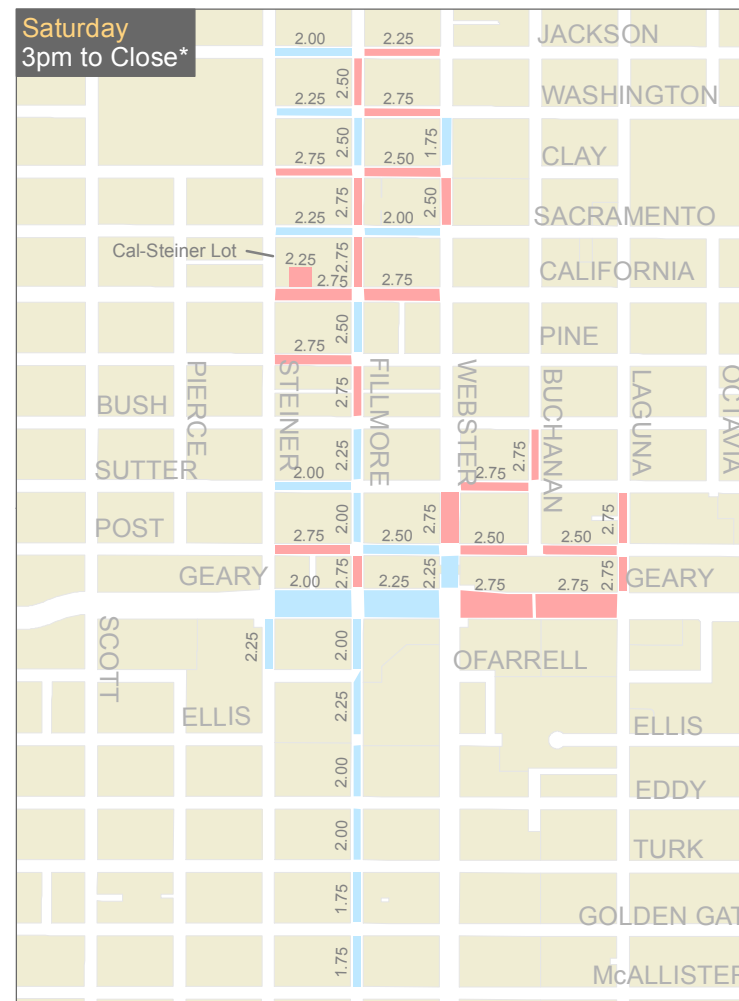 Saturday
3pm to Close*
2.00
2.25
JACKSON
2.50
2.25
2.75
WASHINGTON
2.50
1.75
2.75
2.50
CLAY
2.75
2.50
2.25
2.00
SACRAMENTO
Cal-Steiner Lot
2.25
2.75
2.75
2.75
CALIFORNIA
2.50
2.75
PINE
PIERCE
STEINER
FILLMORE
WEBSTER
BUCHANAN
LAGUNA
OCTAVIA
2.75
BUSH
2.25
2.75
SUTTER
2.00
2.75
2.00
2.75
2.75
POST
2.75
2.50
2.50
2.50
GEARY
2.00
2.75
2.25
2.25
2.75
2.75
2.75
GEARY
SCOTT
2.25
2.00
OFARRELL
2.25
ELLIS
ELLIS
2.00
EDDY
2.00
TURK
1.75
GOLDEN GAT
1.75
McALLISTER